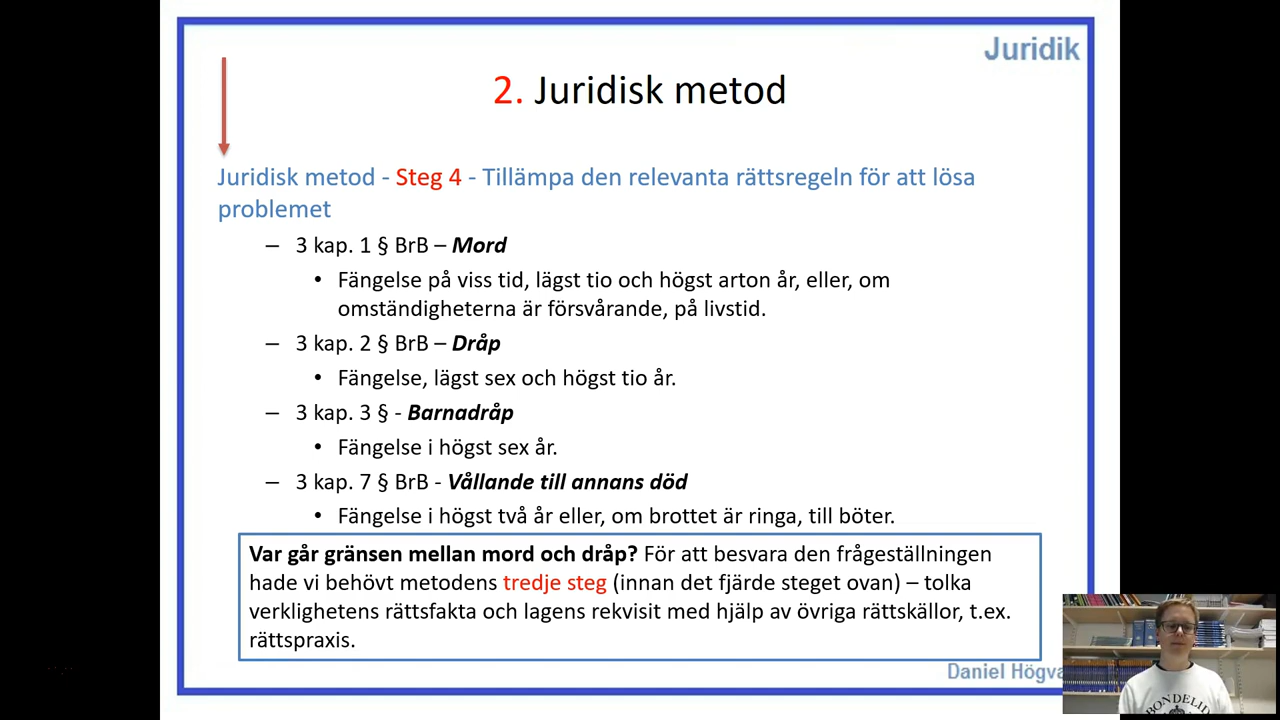 Juridik
2. Juridisk metod
Juridisk metod - Steg 4 - Tillämpa den relevanta rättsregeln för att lösa
problemet
– 3 kap. 1 § BrB – Mord
• Fängelse på viss tid, lägst tio och högst arton år, eller, om
omständigheterna är försvårande, på livstid.
– 3 kap. 2 § BrB – Dråp
• Fängelse, lägst sex och högst tio år.
– 3 kap. 3 § - Barnadråp
• Fängelse i högst sex år.
– 3 kap. 7 § BrB - Vållande till annans död
• Fängelse i högst två år eller, om brottet är ringa, till böter.
Var går gränsen mellan mord och dråp? För att besvara den frågeställningen
hade vi behövt metodens tredje steg (innan det fjärde steget ovan) – tolka
verklighetens rättsfakta och lagens rekvisit med hjälp av övriga rättskällor, t.ex.
rättspraxis.
Daniel Högva
BONDELID